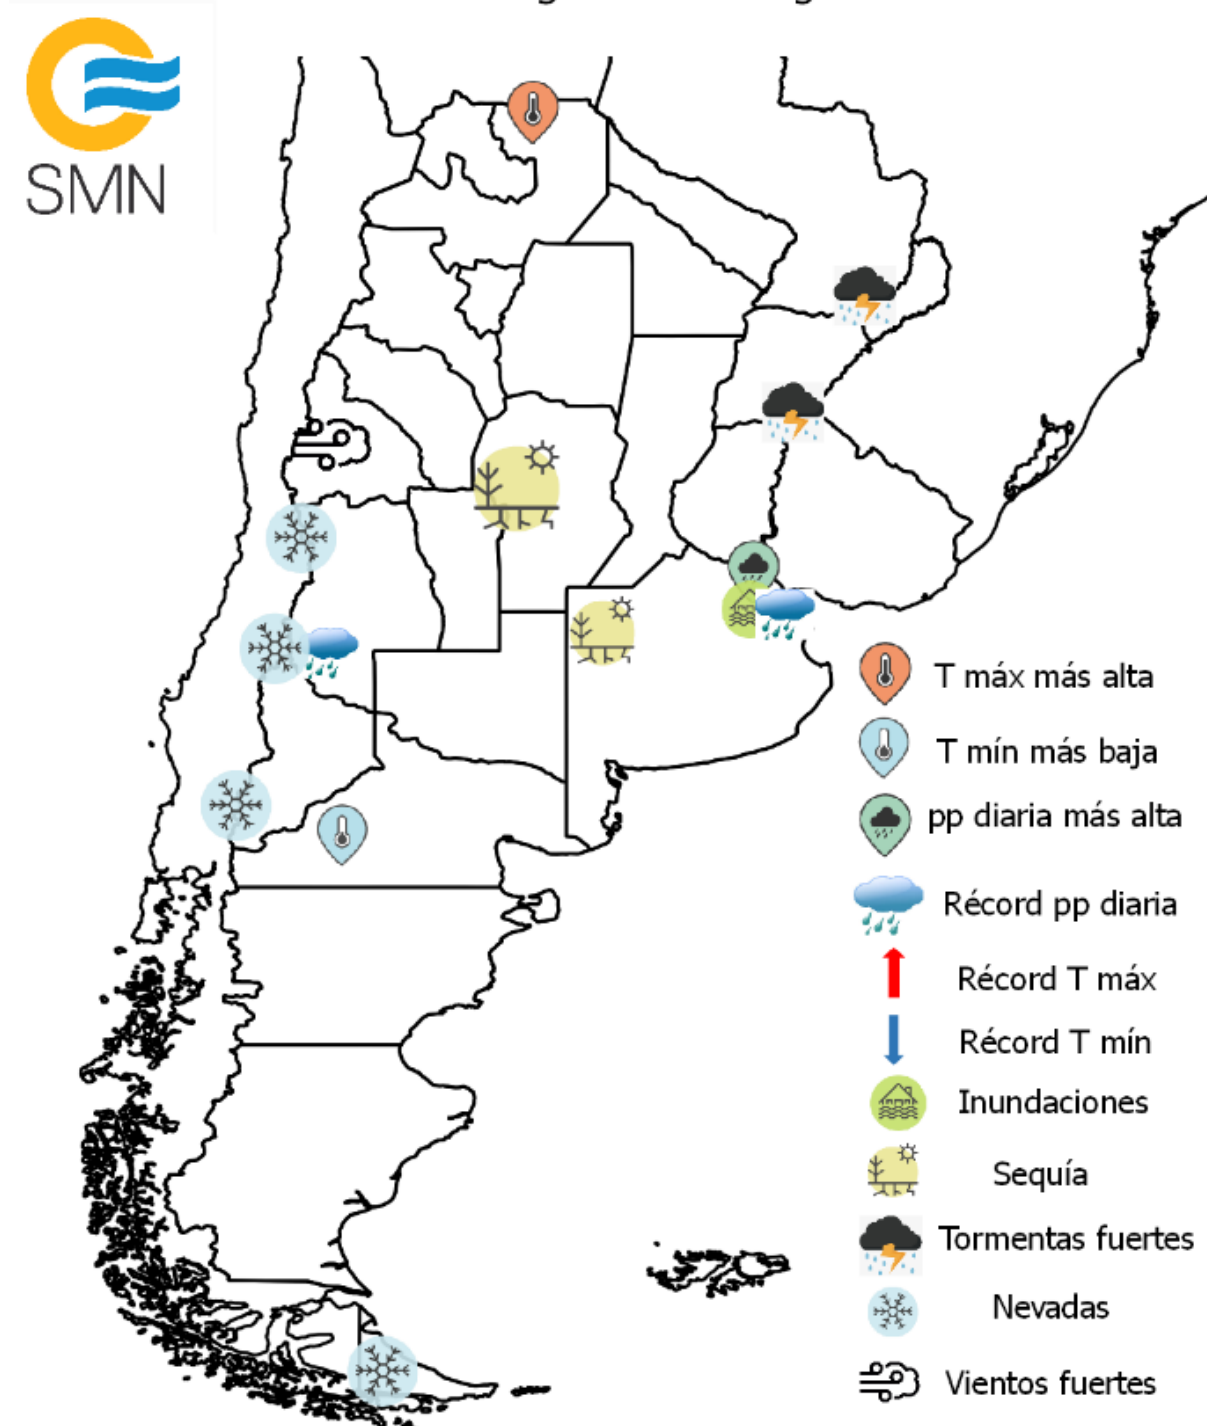 SMN
T máx más alta
T mín más baja
pp diaria más alta
Récord pp diaria
Récord T máx
Récord T mín
Inundaciones
Sequía
Tormentas fuertes
Nevadas
Vientos fuertes